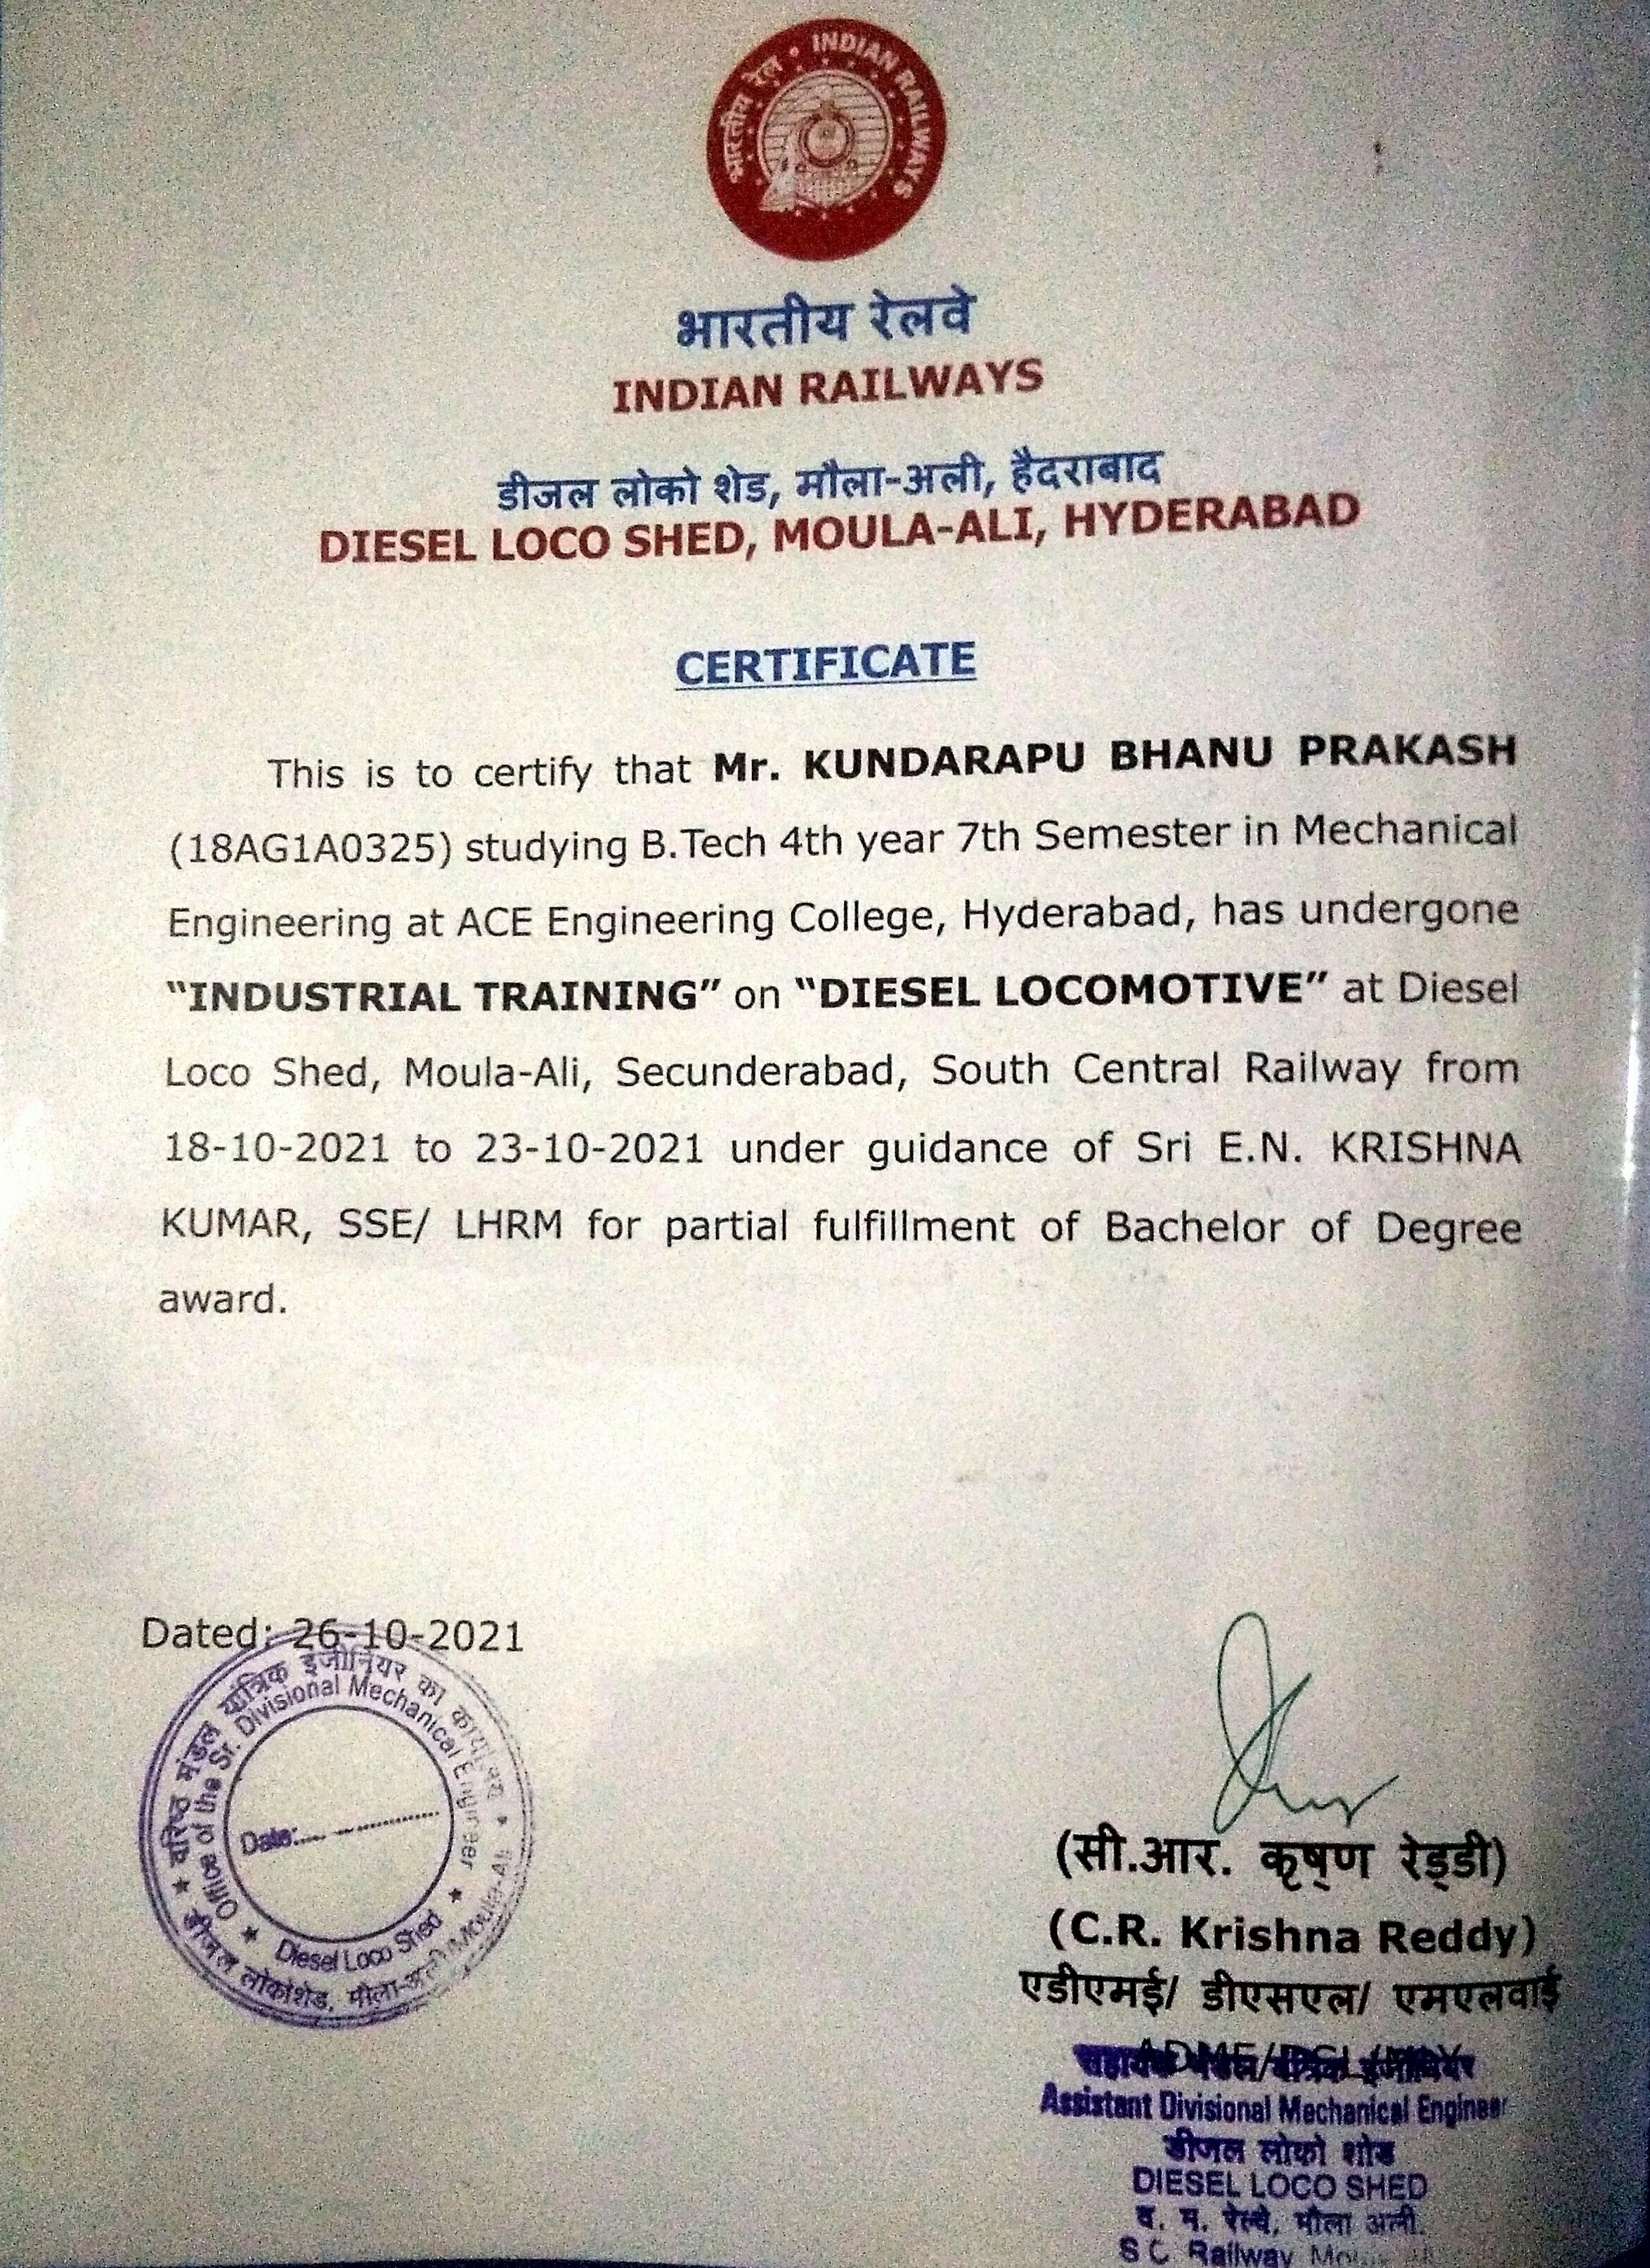 भारतीय रेल • INDIAN RAILWAYS
भारतीय रेलवे
INDIAN RAILWAYS
डीजल लोको शेड, मौला-अली, हैदराबाद
DIESEL LOCO SHED, MOULA-ALI, HYDERABAD
CERTIFICATE
This is to certify that Mr. KUNDARAPU BHANU PRAKASH
(18AG1A0325) studying B.Tech 4th year 7th Semester in Mechanical
Engineering at ACE Engineering College, Hyderabad, has undergone
“INDUSTRIAL TRAINING” on “DIESEL LOCOMOTIVE” at Diesel
Loco Shed, Moula-Ali, Secunderabad, South Central Railway from
18-10-2021 to 23-10-2021 under guidance of Sri E.N. KRISHNA
KUMAR, SSE/ LHRM for partial fulfillment of Bachelor of Degree
award.
Dated: 26-10-2021
वरिष्ठ मंडल यांत्रिक इंजीनियर का कार्यालय
Office of the Sr. Divisional Mechanical Engineer
Date:
Diesel Loco Shed Moula-Ali
डीजल लोकोशेड, मौला-अली
(सी.आर. कृष्ण रेड्डी)
(C.R. Krishna Reddy)
एडीएमई/ डीएसएल/ एमएलवाई
ADME/DSL/MLY
सहायक मंडल यांत्रिक इंजीनियर
Assistant Divisional Mechanical Engineer
डीजल लोको शोड
DIESEL LOCO SHED
द. म. रेल्वे, मौला अली.
S C. Railway